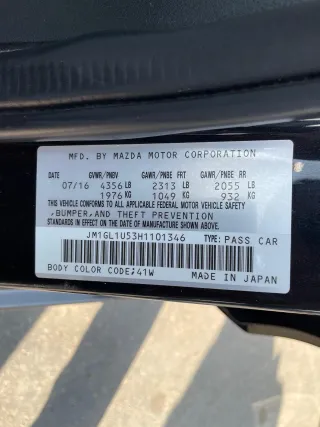 MFD. BY MAZDA MOTOR CORPORATION
DATE GVWR/PNBV GAWR/PNBE FRT GAWR/PNBE RR
07/16 4356 LB 2313 LB 2055 LB
1976 KG 1049 KG 932 KG
THIS VEHICLE CONFORMS TO ALL APPLICABLE FEDERAL MOTOR VEHICLE SAFETY
,BUMPER,AND THEFT PREVENTION
STANDARDS IN EFFECT ON THE DATE OF MANUFACTURE SHOWN ABOVE.
JM1GL1U53H1101346 TYPE: PASS CAR
BODY COLOR CODE:41W MADE IN JAPAN